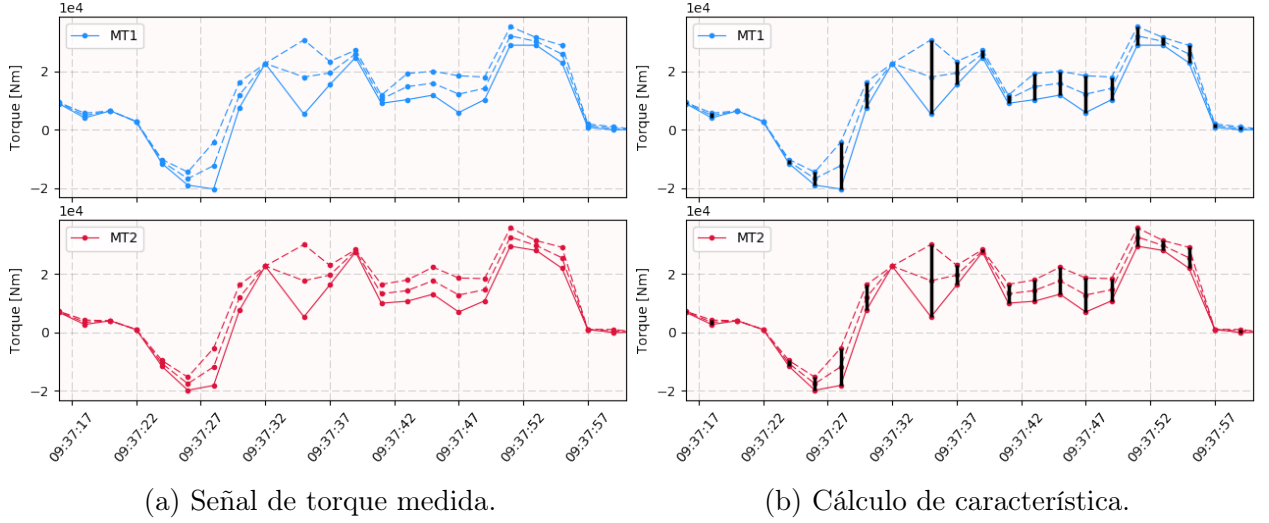 1e4
MT1
Torque [Nm]
2
0
−2
1e4
MT2
Torque [Nm]
2
0
−2
09:37:17
09:37:22
09:37:27
09:37:32
09:37:37
09:37:42
09:37:47
09:37:52
09:37:57
(a) Señal de torque medida.
1e4
MT1
Torque [Nm]
2
0
−2
1e4
MT2
Torque [Nm]
2
0
−2
09:37:17
09:37:22
09:37:27
09:37:32
09:37:37
09:37:42
09:37:47
09:37:52
09:37:57
(b) Cálculo de característica.